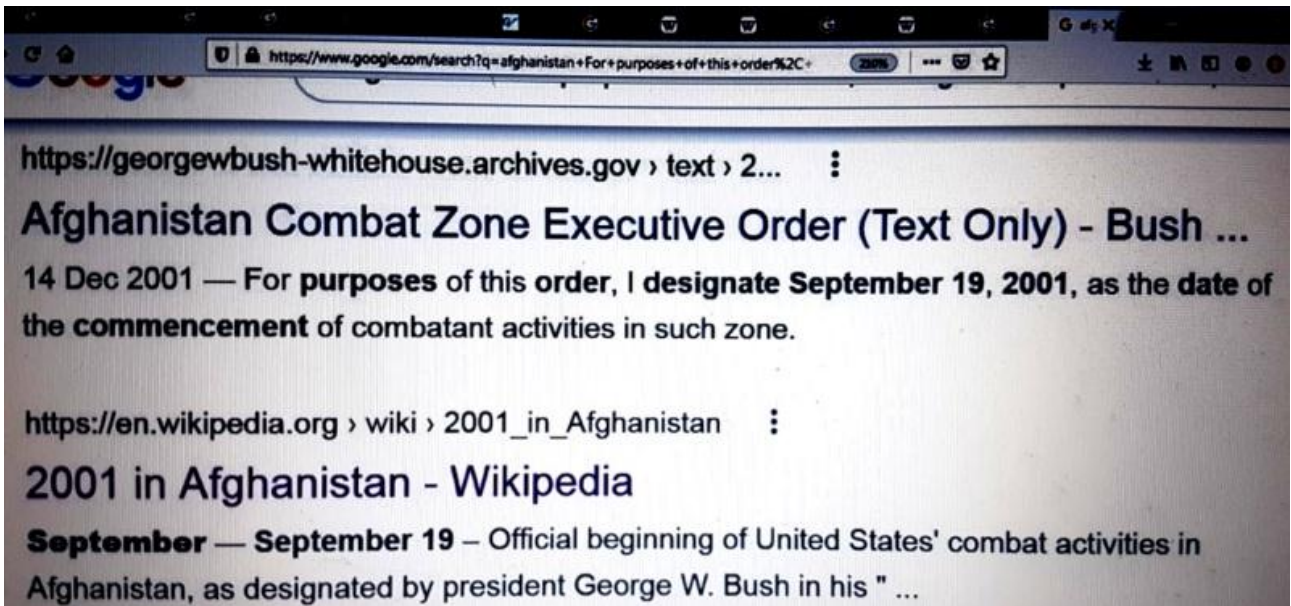 G afg
https://www.google.com/search?q=afghanistan+For+purposes+of+this+order%2C+
Google
https://georgewbush-whitehouse.archives.gov › text › 2...
Afghanistan Combat Zone Executive Order (Text Only) - Bush ...
14 Dec 2001 — For purposes of this order, I designate September 19, 2001, as the date of
the commencement of combatant activities in such zone.
https://en.wikipedia.org › wiki › 2001_in_Afghanistan
2001 in Afghanistan - Wikipedia
September — September 19 – Official beginning of United States' combat activities in
Afghanistan, as designated by president George W. Bush in his " ...